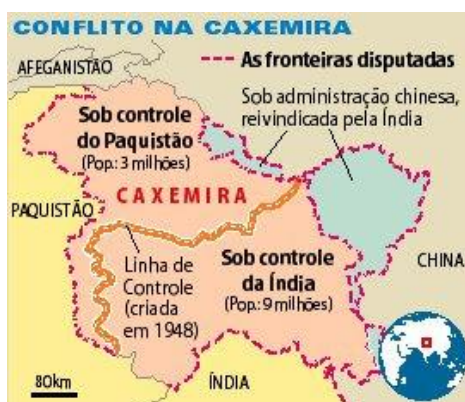 CONFLITO NA CAXEMIRA
AFEGANISTÃO
As fronteiras disputadas
Sob administração chinesa,
reivindicada pela Índia
Sob controle
do Paquistão
(Pop.: 3 milhões)
CAXEMIRA
PAQUISTÃO
Linha de
Controle
(criada
em 1948)
Sob controle
da Índia
(Pop.: 9 milhões)
CHINA
ÍNDIA
80km